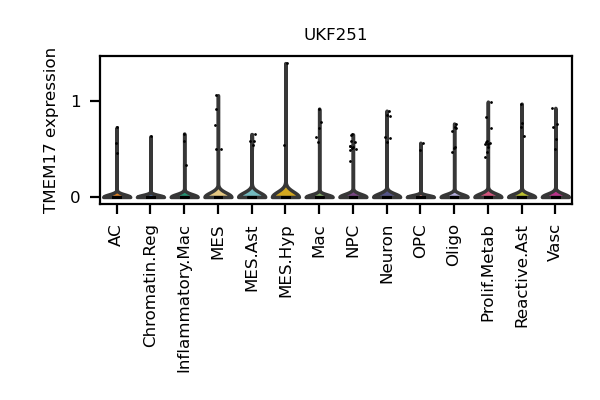 UKF251
TMEM17 expression
1
0
AC
Chromatin.Reg
Inflammatory.Mac
MES
MES.Ast
MES.Hyp
Mac
NPC
Neuron
OPC
Oligo
Prolif.Metab
Reactive.Ast
Vasc